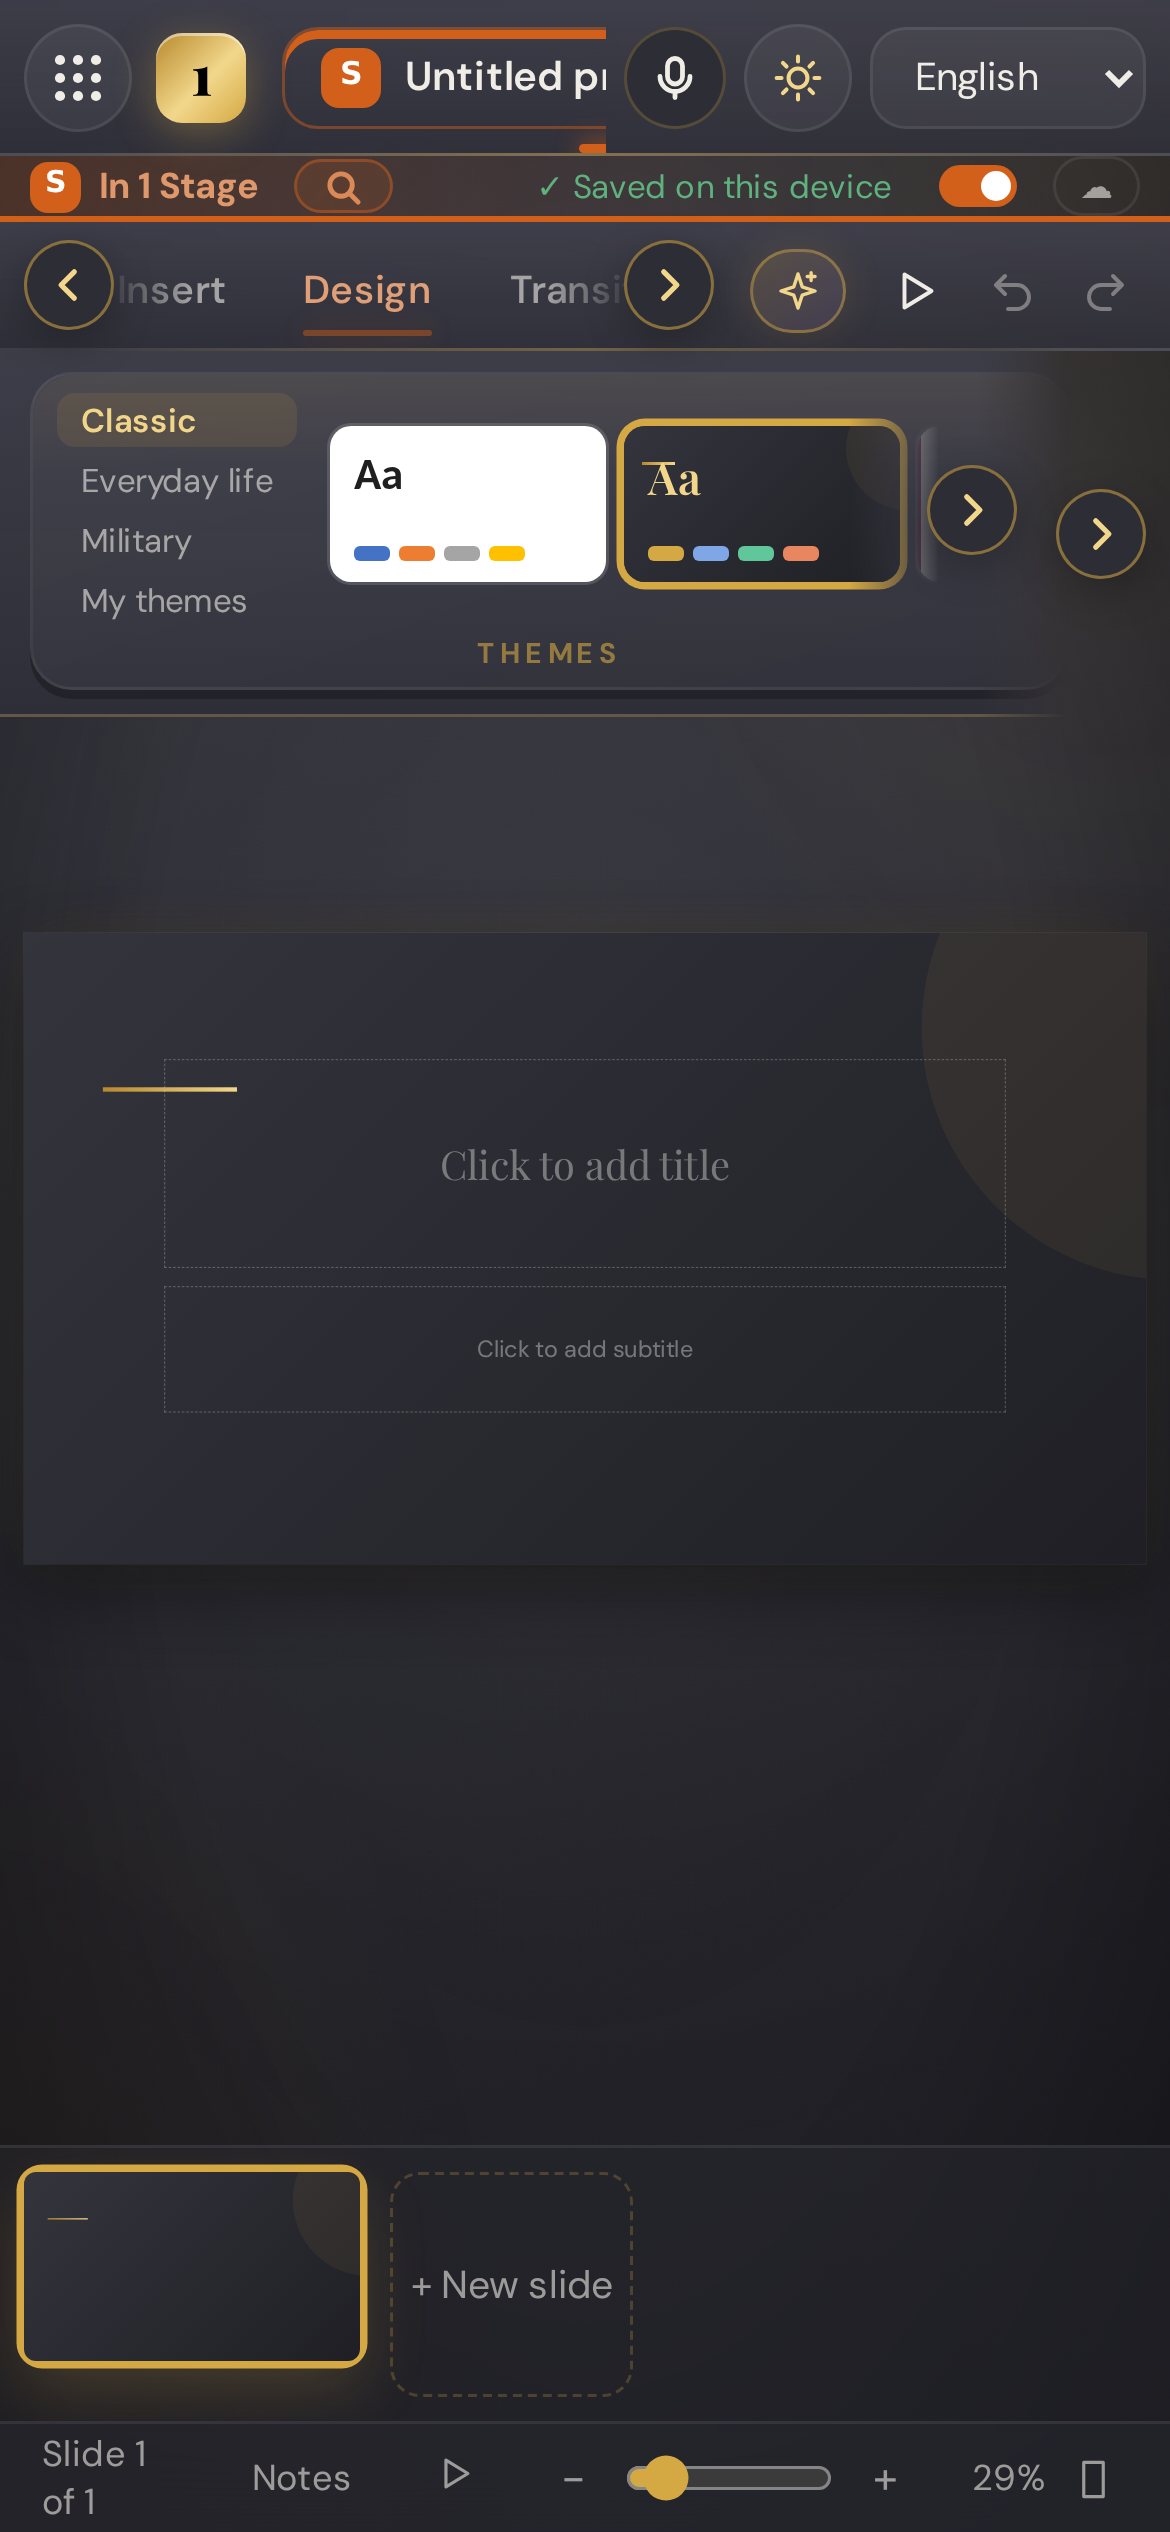 1
S
Untitled pr
English
S
In 1 Stage
✓ Saved on this device
Insert
Design
Transi
Classic
Everyday life
Military
My themes
Aa
Aa
THEMES
Click to add title
Click to add subtitle
+ New slide
Slide 1
of 1
Notes
−
+
29%